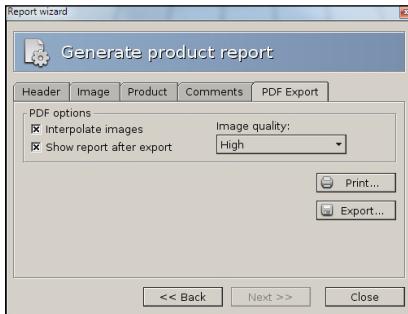 Report wizard
Generate product report
Header Image Product Comments PDF Export
PDF options
Interpolate images
Image quality:
Show report after export
High
Print...
Export...
<< Back Next >> Close